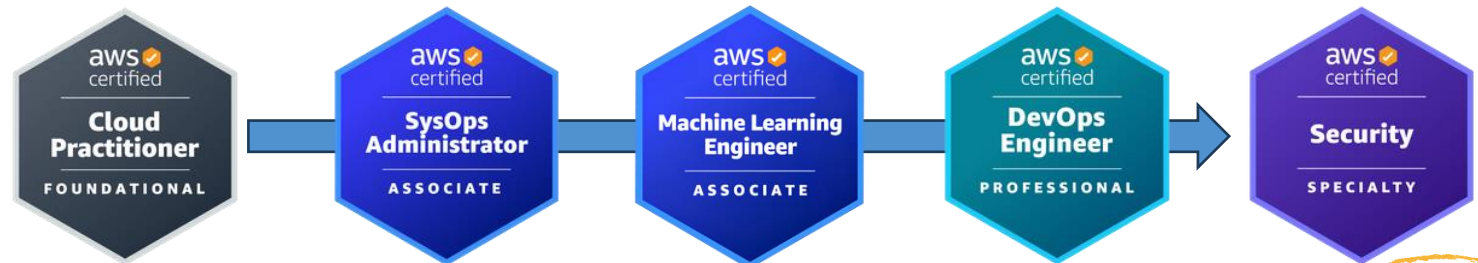 aws
certified
Cloud
Practitioner
FOUNDATIONAL
aws
certified
SysOps
Administrator
ASSOCIATE
aws
certified
Machine Learning
Engineer
ASSOCIATE
aws
certified
DevOps
Engineer
PROFESSIONAL
aws
certified
Security
SPECIALTY